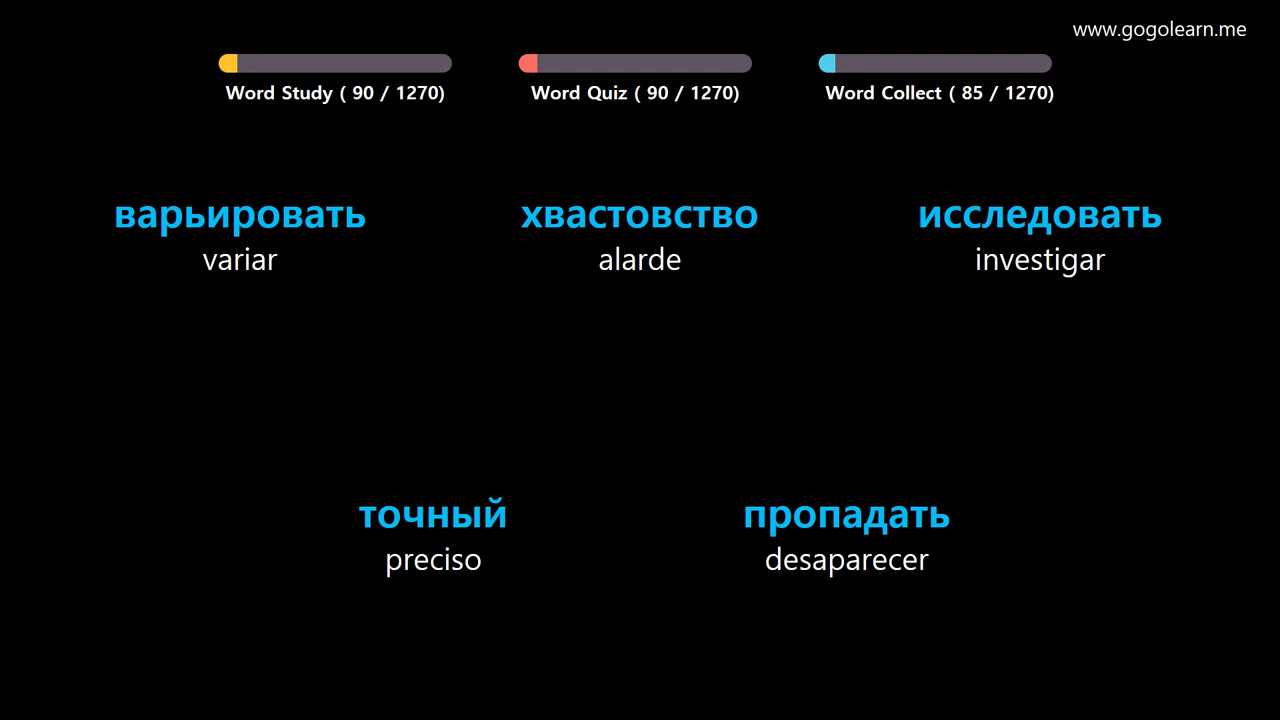 www.gogolearn.me
Word Study ( 90 / 1270)
Word Quiz ( 90 / 1270)
Word Collect ( 85 / 1270)
варьировать
variar
хвастовство
alarde
исследовать
investigar
точный
preciso
пропадать
desaparecer